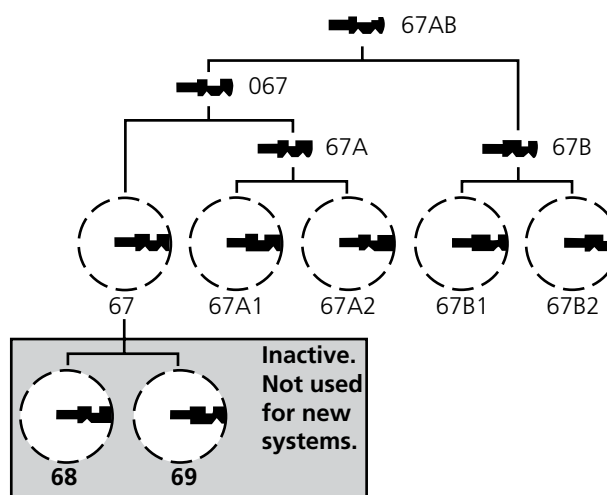 67AB
067
67A
67B
67
67A1
67A2
67B1
67B2
Inactive.
Not used
for new
systems.
68
69